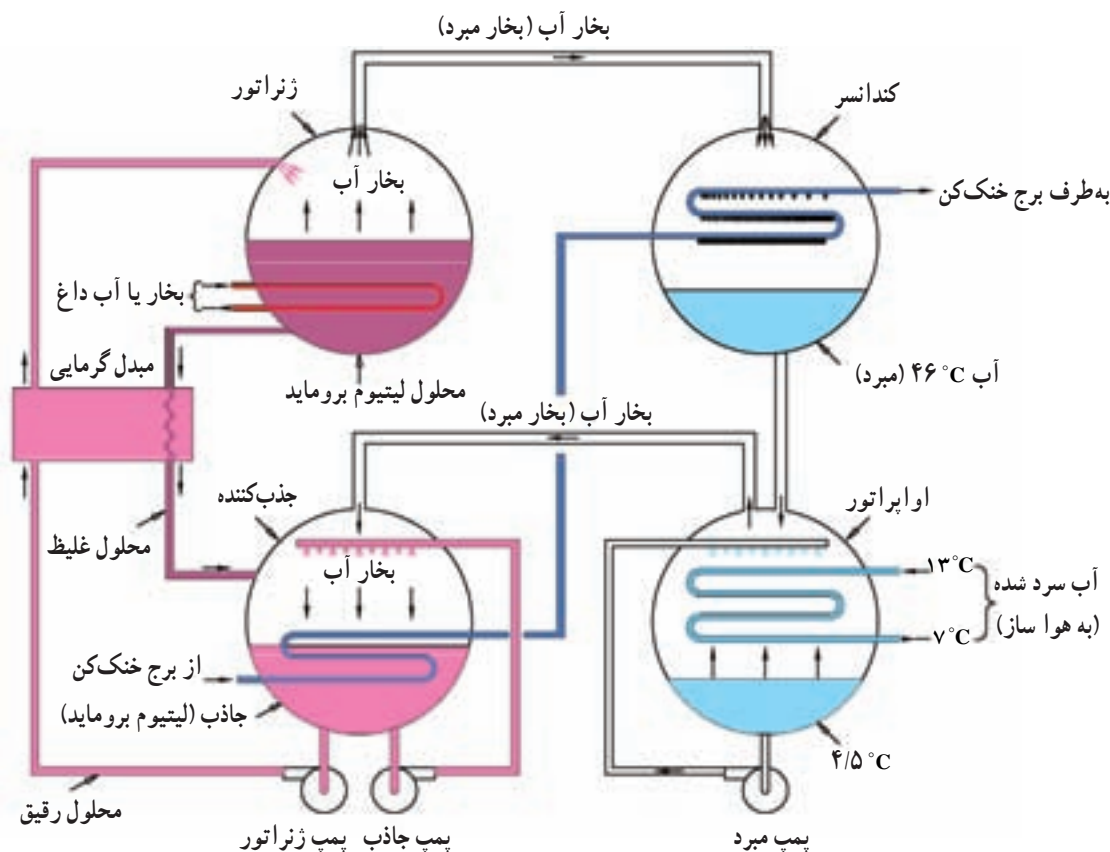 بخار آب (بخار مبرد)
ژنراتور
کندانسر
بخار آب
به‌طرف برج خنک‌کن
بخار یا آب داغ
مبدل گرمایی
محلول لیتیوم بروماید
آب ۴۶ °C (مبرد)
بخار آب (بخار مبرد)
جذب‌کننده
اواپراتور
محلول غلیظ
بخار آب
۱۳°C
آب سرد شده
(به هوا ساز)
۷°C
از برج خنک‌کن
جاذب (لیتیوم بروماید)
۴/۵ °C
محلول رقیق
پمپ ژنراتور
پمپ جاذب
پمپ مبرد